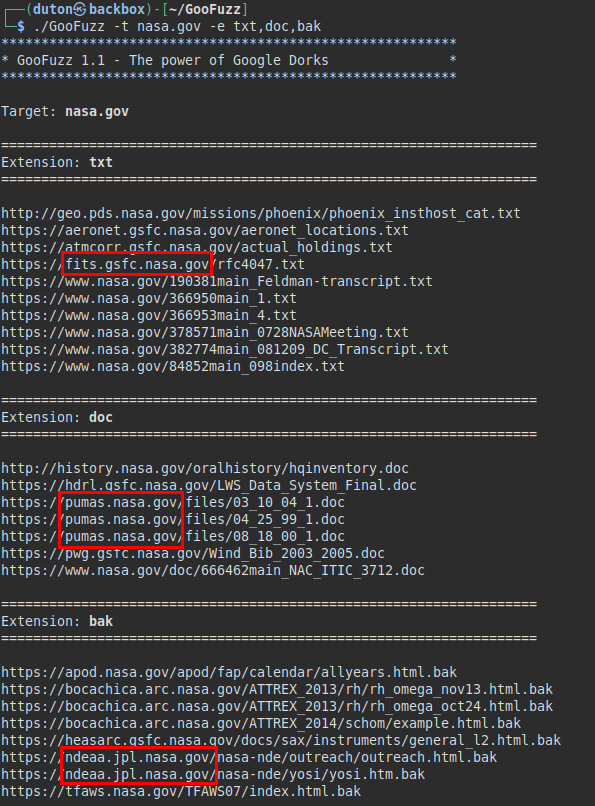 ┌──(duton㉿backbox)-[~/GooFuzz]
└─$ ./GooFuzz -t nasa.gov -e txt,doc,bak
*********************************************************
* GooFuzz 1.1 - The power of Google Dorks               *
*********************************************************
Target: nasa.gov
===================================================================
Extension: txt
===================================================================
http://geo.pds.nasa.gov/missions/phoenix/phoenix_insthost_cat.txt
https://aeronet.gsfc.nasa.gov/aeronet_locations.txt
https://atmcorr.gsfc.nasa.gov/actual_holdings.txt
https://fits.gsfc.nasa.gov/rfc4047.txt
https://www.nasa.gov/190381main_Feldman-transcript.txt
https://www.nasa.gov/366950main_1.txt
https://www.nasa.gov/366953main_4.txt
https://www.nasa.gov/378571main_0728NASAMeeting.txt
https://www.nasa.gov/382774main_081209_DC_Transcript.txt
https://www.nasa.gov/84852main_098index.txt
===================================================================
Extension: doc
===================================================================
http://history.nasa.gov/oralhistory/hqinventory.doc
https://hdrl.gsfc.nasa.gov/LWS_Data_System_Final.doc
https://pumas.nasa.gov/files/03_10_04_1.doc
https://pumas.nasa.gov/files/04_25_99_1.doc
https://pumas.nasa.gov/files/08_18_00_1.doc
https://pwg.gsfc.nasa.gov/Wind_Bib_2003_2005.doc
https://www.nasa.gov/doc/666462main_NAC_ITIC_3712.doc
===================================================================
Extension: bak
===================================================================
https://apod.nasa.gov/apod/fap/calendar/allyears.html.bak
https://bocachica.arc.nasa.gov/ATTREX_2013/rh/rh_omega_nov13.html.bak
https://bocachica.arc.nasa.gov/ATTREX_2013/rh/rh_omega_oct24.html.bak
https://bocachica.arc.nasa.gov/ATTREX_2014/schom/example.html.bak
https://heasarc.gsfc.nasa.gov/docs/sax/instruments/general_l2.html.bak
https://ndeaa.jpl.nasa.gov/nasa-nde/outreach/outreach.html.bak
https://ndeaa.jpl.nasa.gov/nasa-nde/yosi/yosi.htm.bak
https://tfaws.nasa.gov/TFAWS07/index.html.bak